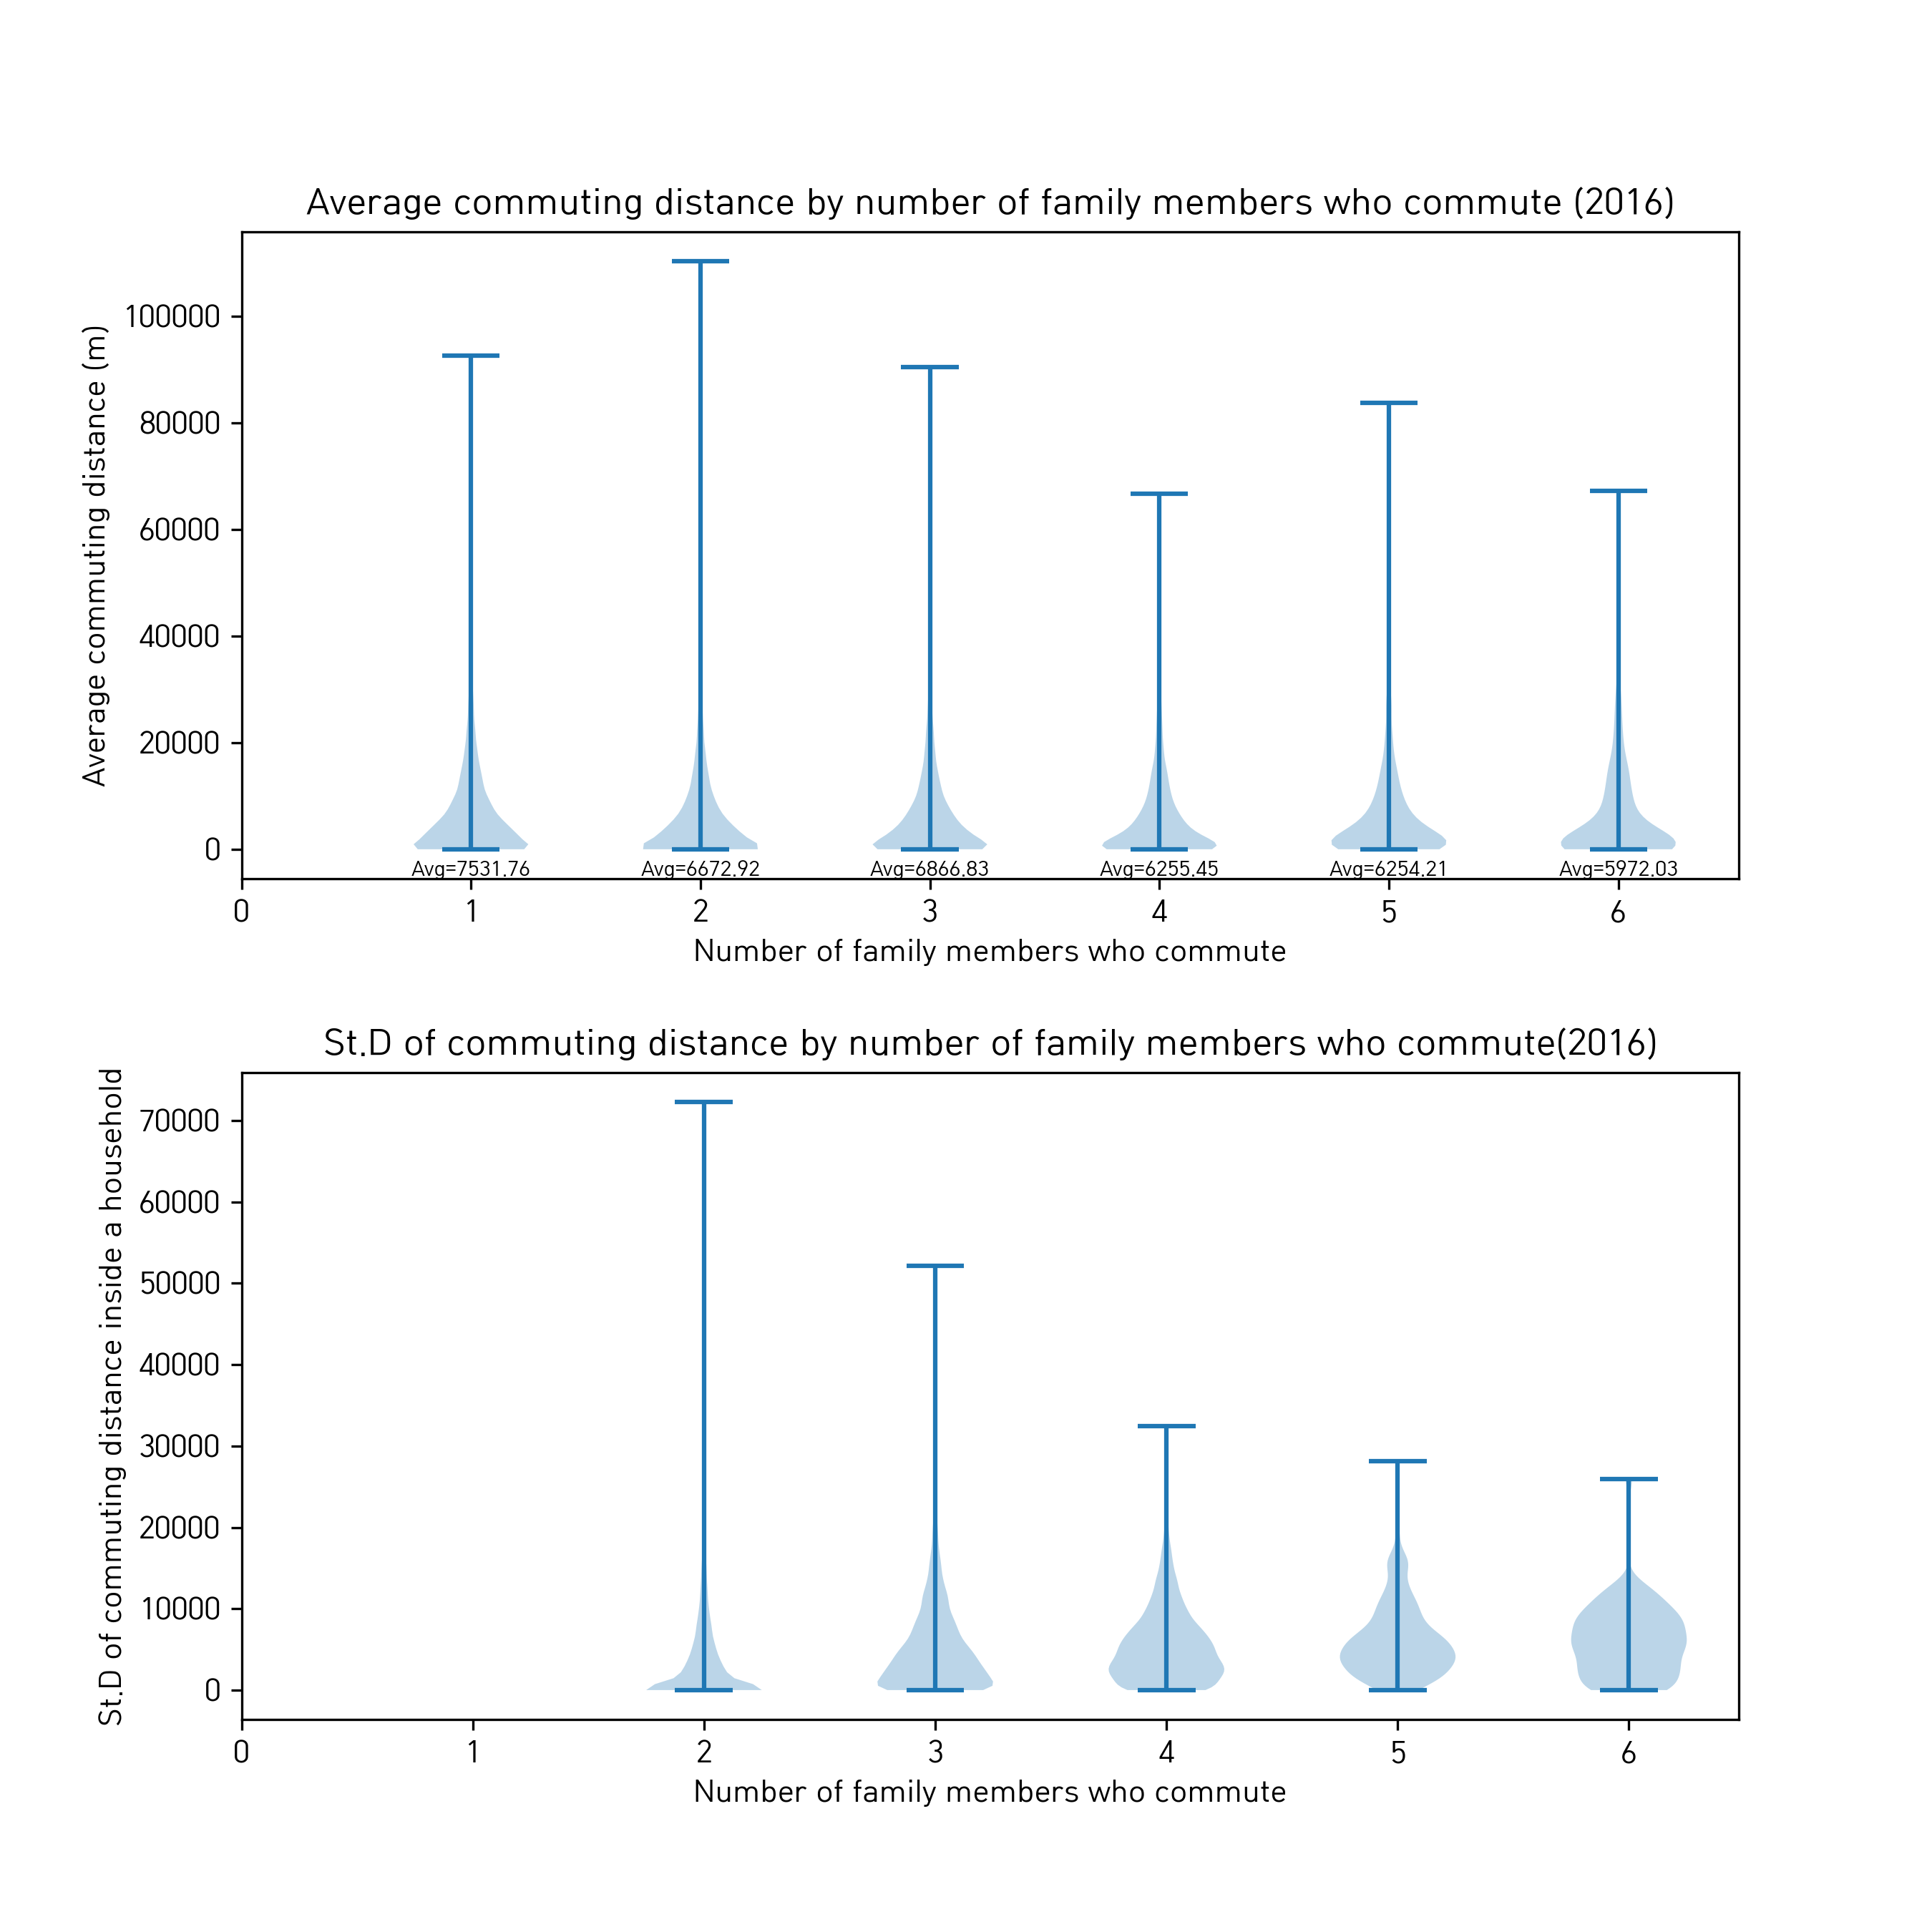 Average commuting distance by number of family members who commute (2016)
Average commuting distance (m)
100000
80000
60000
40000
20000
0
Avg=7531.76 Avg=6672.92 Avg=6866.83 Avg=6255.45 Avg=6254.21 Avg=5972.03
0 1 2 3 4 5 6
Number of family members who commute
St.D of commuting distance by number of family members who commute(2016)
St.D of commuting distance inside a household
70000
60000
50000
40000
30000
20000
10000
0
0 1 2 3 4 5 6
Number of family members who commute